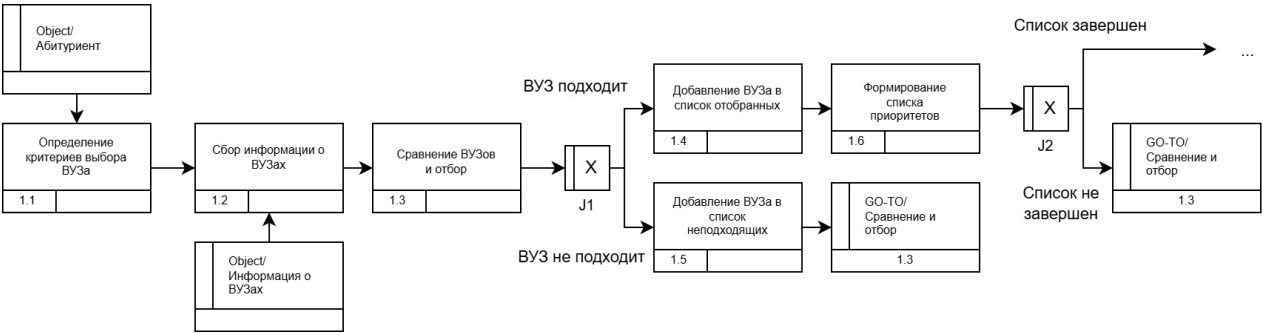 Object/
Абитуриент
Определение
критериев выбора
ВУЗа
1.1
Сбор информации о
ВУЗах
1.2
Object/
Информация о
ВУЗах
Сравнение ВУЗов
и отбор
1.3
X
J1
ВУЗ подходит
ВУЗ не подходит
Добавление ВУЗа в
список отобранных
1.4
Добавление ВУЗа в
список
неподходящих
1.5
Формирование
списка
приоритетов
1.6
GO-TO/
Сравнение и
отбор
1.3
X
J2
Список завершен
...
Список не
завершен
GO-TO/
Сравнение и
отбор
1.3